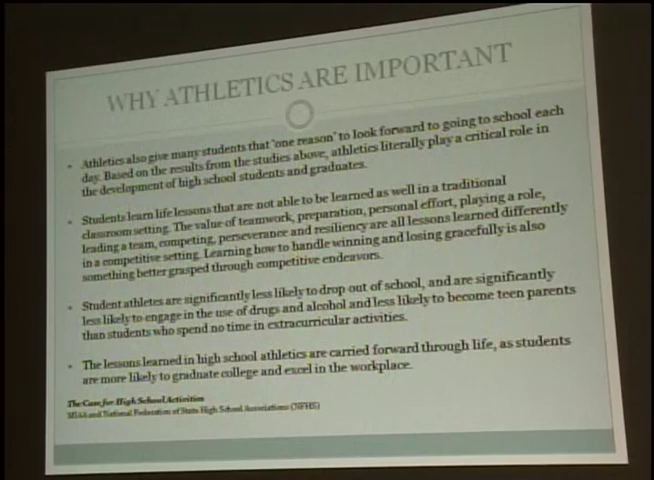 WHY ATHLETICS ARE IMPORTANT
Athletics also give many students that "one reason" to look forward to going to school each
day. Based on the results from the studies above, athletics literally play a critical role in
the development of high school students and graduates.
Students learn life lessons that are not able to be learned as well in a traditional
classroom setting. The value of teamwork, preparation, personal effort, playing a role,
leading a team, competing, perseverance and resiliency are all lessons learned differently
in a competitive setting. Learning how to handle winning and losing gracefully is also
something better grasped through competitive endeavors.
Student athletes are significantly less likely to drop out of school, and are significantly
less likely to engage in the use of drugs and alcohol and less likely to become teen parents
than students who spend no time in extracurricular activities.
The lessons learned in high school athletics are carried forward through life, as students
are more likely to graduate college and excel in the workplace.
The Case for High School Activities
and National Federation of State High School Associations (NFHS)